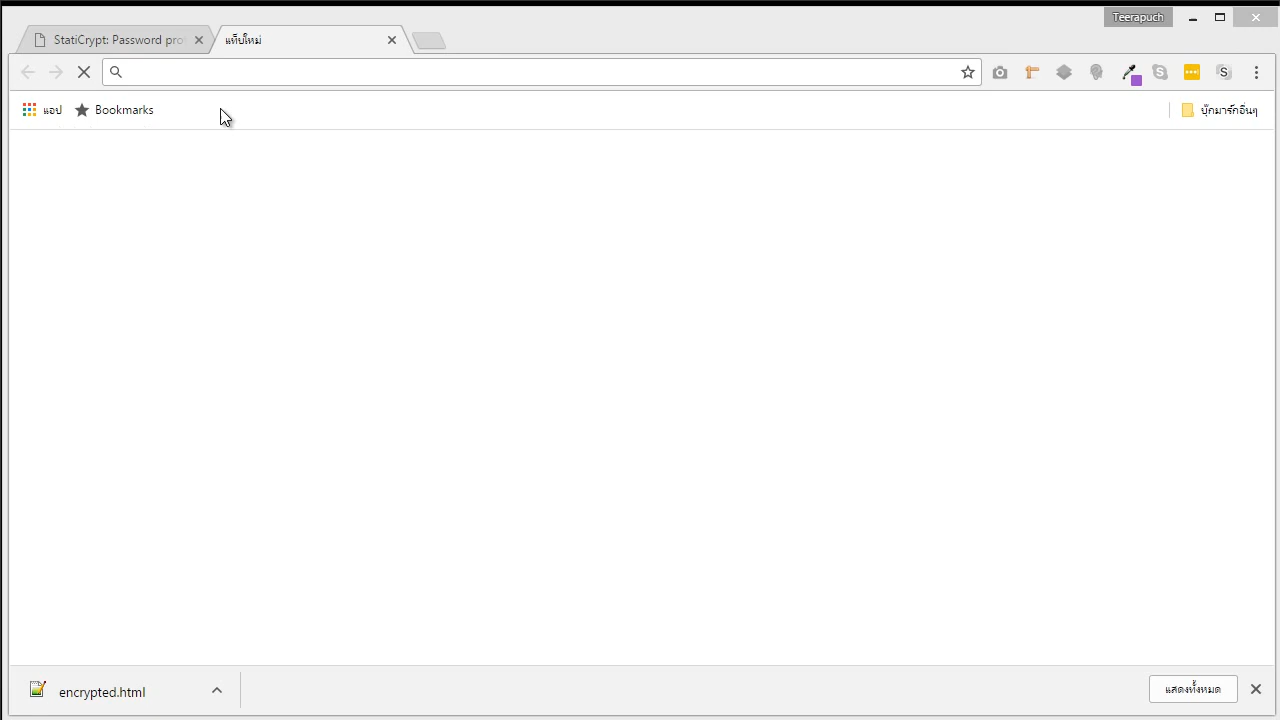 Teerapuch
StatiCrypt: Password pro
แท็บใหม่
แอป
Bookmarks
บุ๊กมาร์กอื่นๆ
S
S
encrypted.html
แสดงทั้งหมด